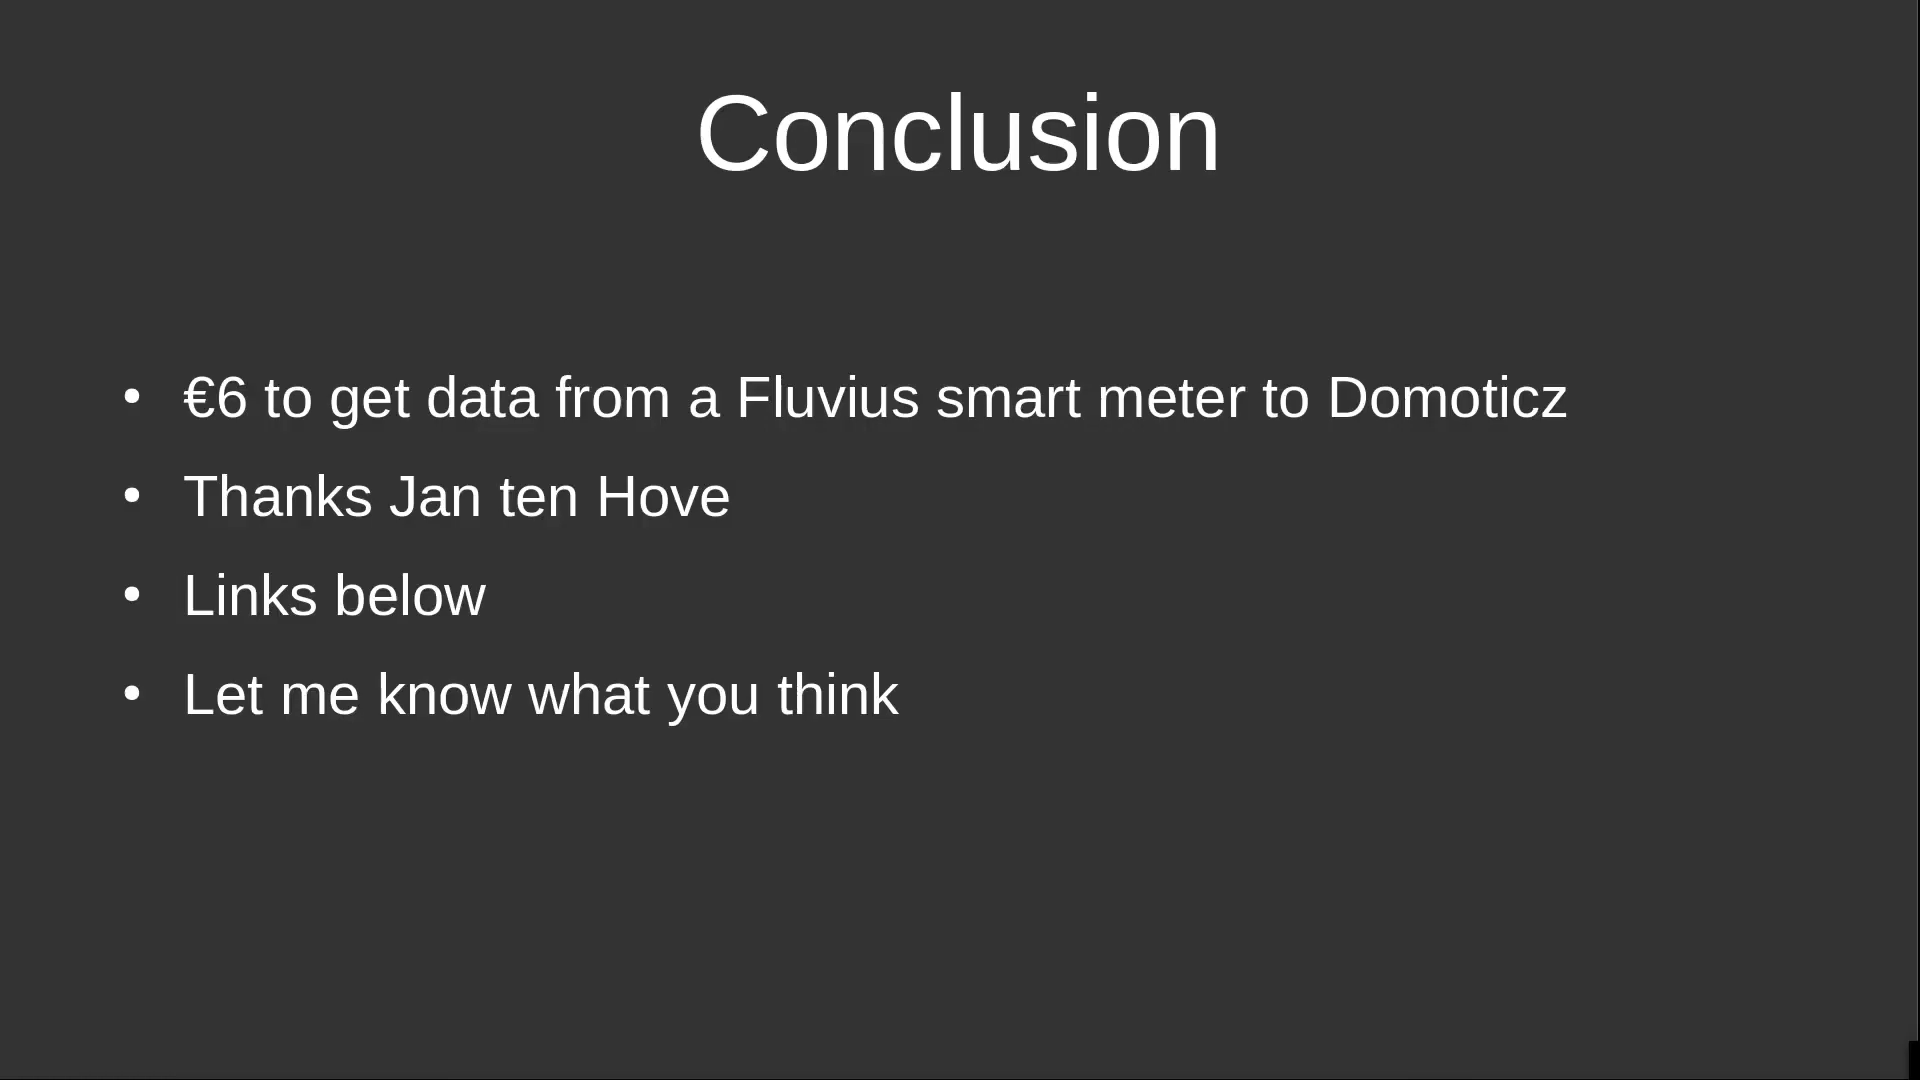 Conclusion
• €6 to get data from a Fluvius smart meter to Domoticz
• Thanks Jan ten Hove
• Links below
• Let me know what you think